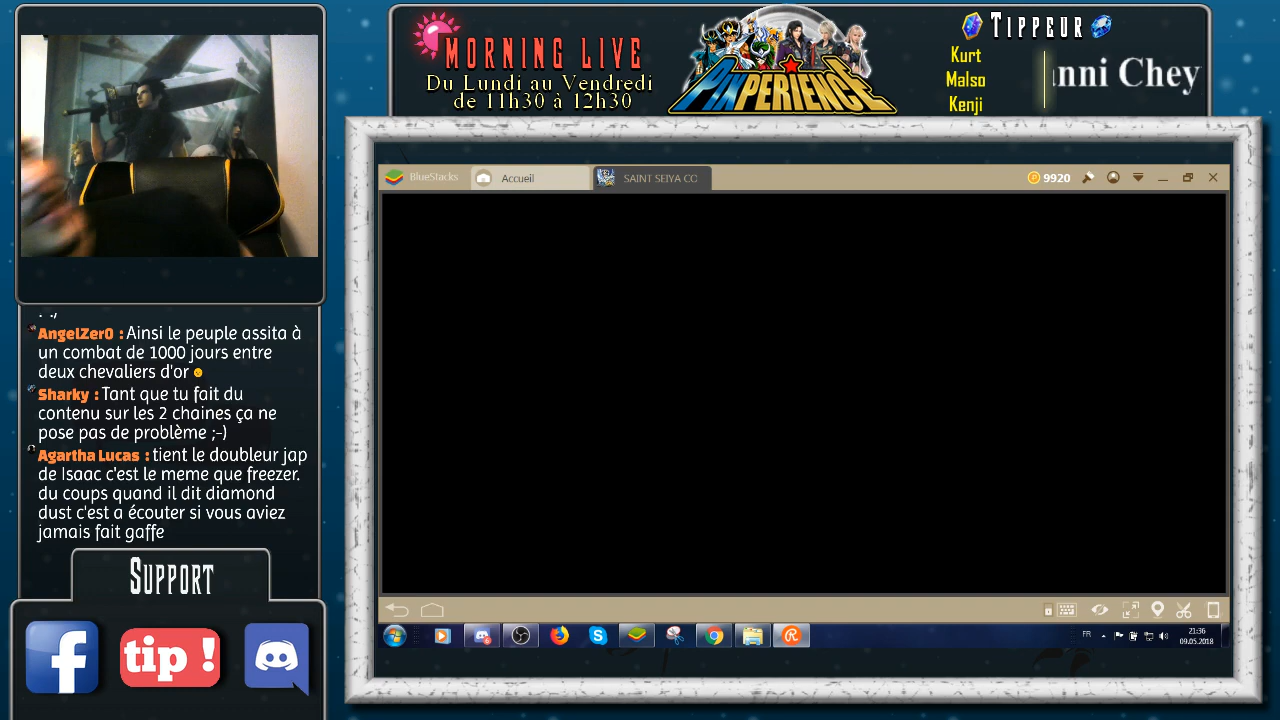 MORNING LIVE
Du Lundi au Vendredi
de 11h30 à 12h30
PIXPERIENCE
TIPPEUR
Kurt
Malso
Kenji
nni Chey
BlueStacks
Accueil
SAINT SEIYA CO
9920
AngelZer0 : Ainsi le peuple assita à
un combat de 1000 jours entre
deux chevaliers d'or
Sharky : Tant que tu fait du
contenu sur les 2 chaines ça ne
pose pas de problème ;-)
Agartha Lucas : tient le doubleur jap
de Isaac c'est le meme que freezer.
du coups quand il dit diamond
dust c'est a écouter si vous aviez
jamais fait gaffe
SUPPORT
tip !
FR
21:36
09.05.2018